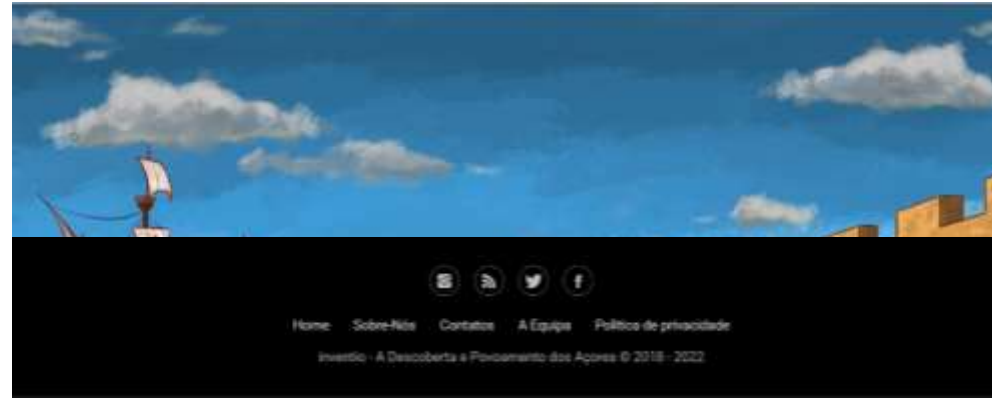 Home Sobre-Nós Contatos A Equipa Política de privacidade
inventio - A Descoberta e Povoamento dos Açores © 2018 - 2022